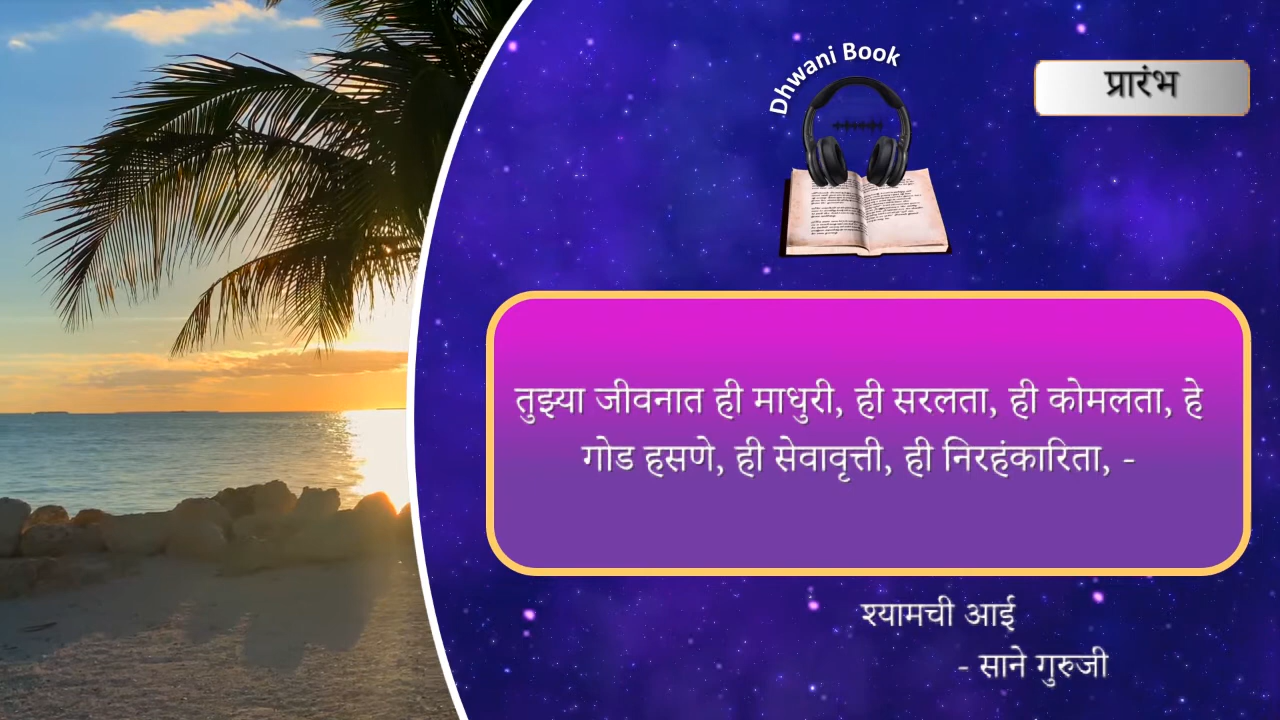 Dhwani Book
प्रारंभ
तुझ्या जीवनात ही माधुरी, ही सरलता, ही कोमलता, हे
गोड हसणे, ही सेवावृत्ती, ही निरहंकारिता, -
श्यामची आई
- साने गुरुजी